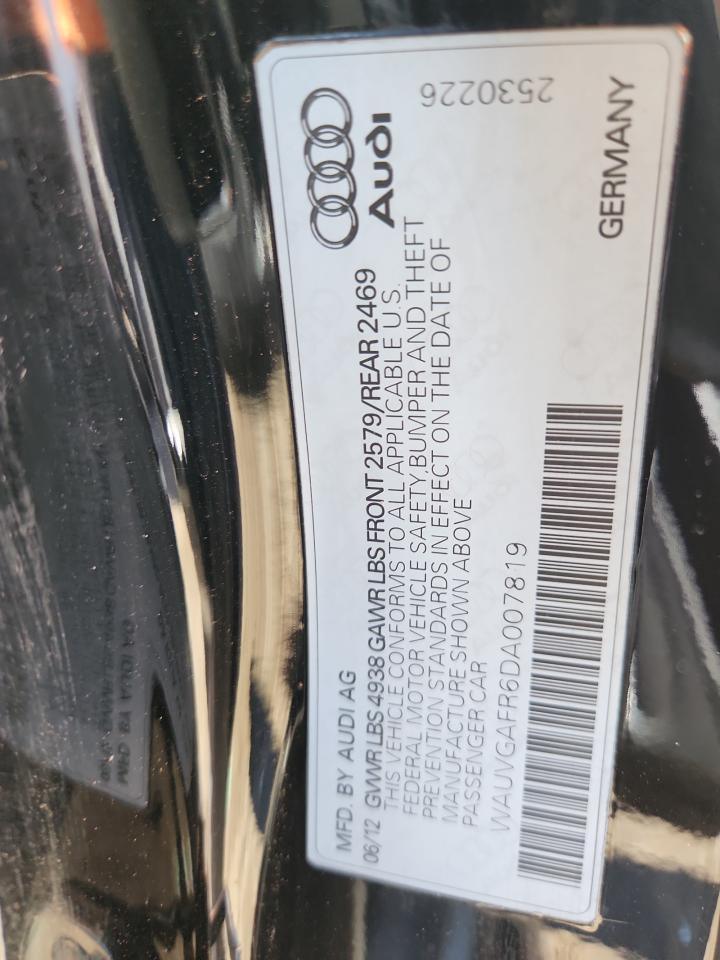 MFD. BY AUDI AG
06/12 GVWR LBS 4938 GAWR LBS FRONT 2579/REAR 2469
THIS VEHICLE CONFORMS TO ALL APPLICABLE U.S.
FEDERAL MOTOR VEHICLE SAFETY, BUMPER AND THEFT
PREVENTION STANDARDS IN EFFECT ON THE DATE OF
MANUFACTURE SHOWN ABOVE
PASSENGER CAR
WAUVGAFR6DA007819
Audi
2530226
GERMANY